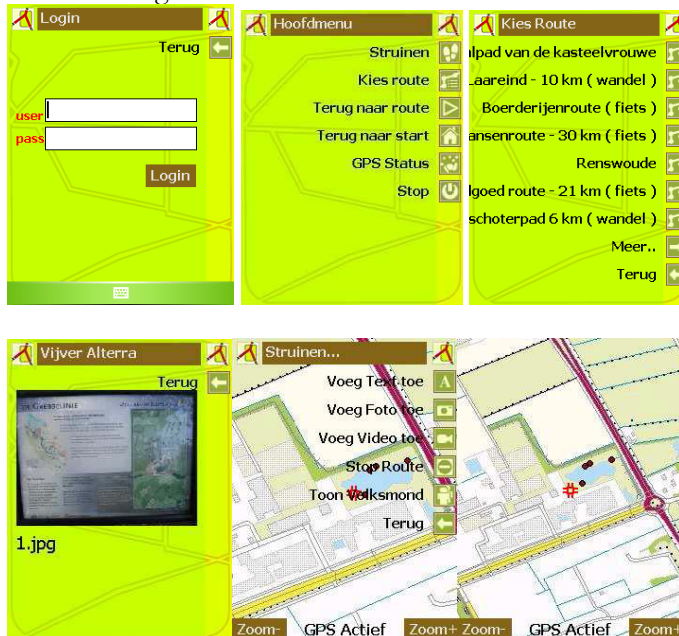 Login
Terug
user
pass
Login
Hoofdmenu
Struinen
Kies route
Terug naar route
Terug naar start
GPS Status
Stop
Kies Route
alpad van de kasteelvrouwe
Laareind - 10 km ( wandel )
Boerderijenroute ( fiets )
ansenroute - 30 km ( fiets )
Renswoude
dgoed route - 21 km ( fiets )
schoterpad 6 km ( wandel )
Meer..
Terug
Vijver Alterra
Terug
1.jpg
Struinen...
Voeg Text toe
A
Voeg Foto toe
Voeg Video toe
Stop Route
Toon Volksmond
Terug
Zoom- GPS Actief Zoom+
Zoom- GPS Actief Zoom+